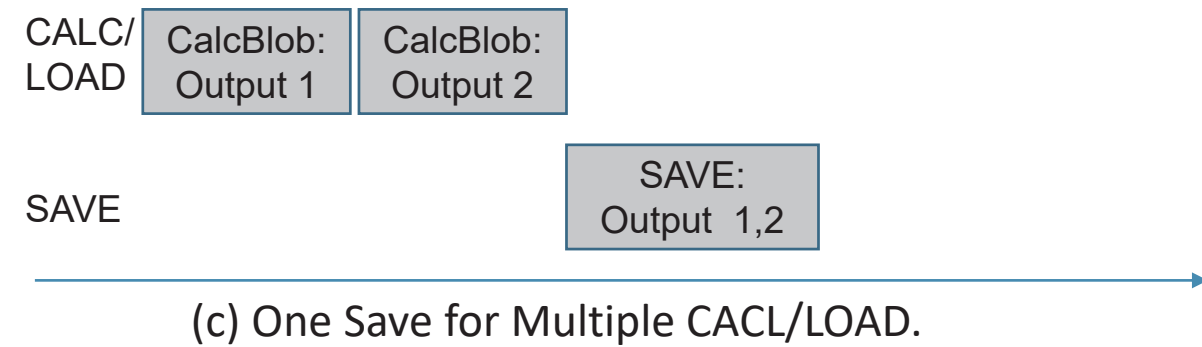 CALC/
LOAD
CalcBlob:
Output 1
CalcBlob:
Output 2
SAVE
SAVE:
Output 1,2
(c) One Save for Multiple CACL/LOAD.